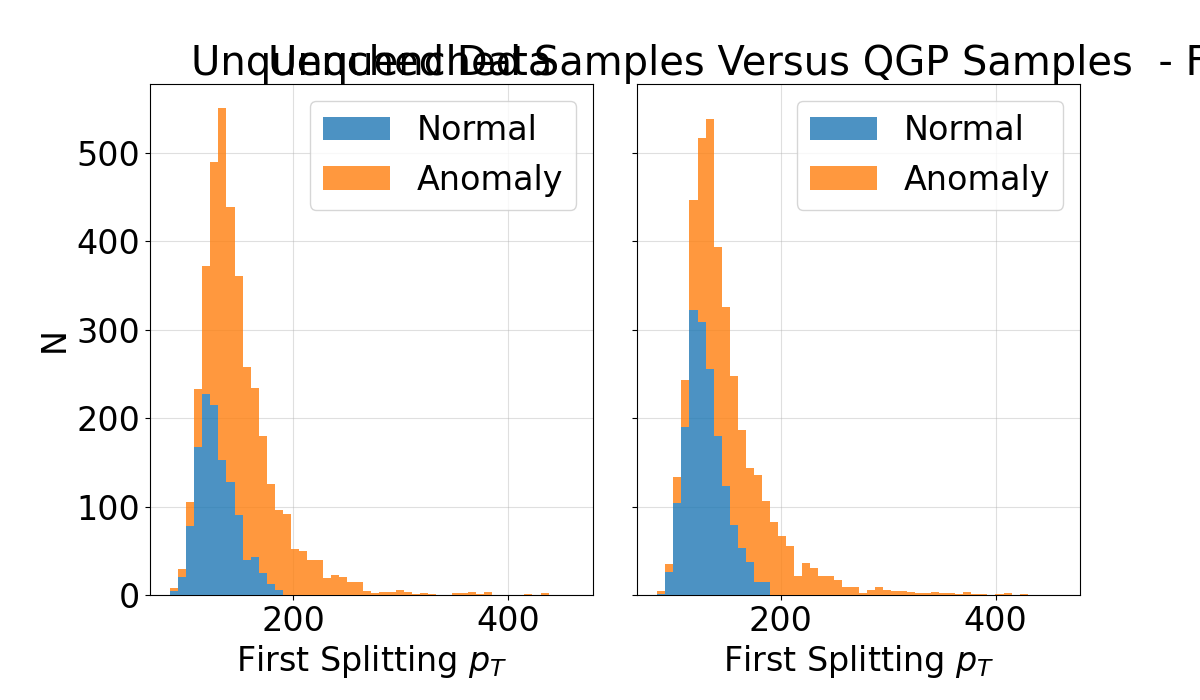 Unquenched Data
Unquenched Samples Versus QGP Samples - F
Normal
Anomaly
Normal
Anomaly
500
400
300
200
100
0
N
200
400
200
400
First Splitting p_T
First Splitting p_T